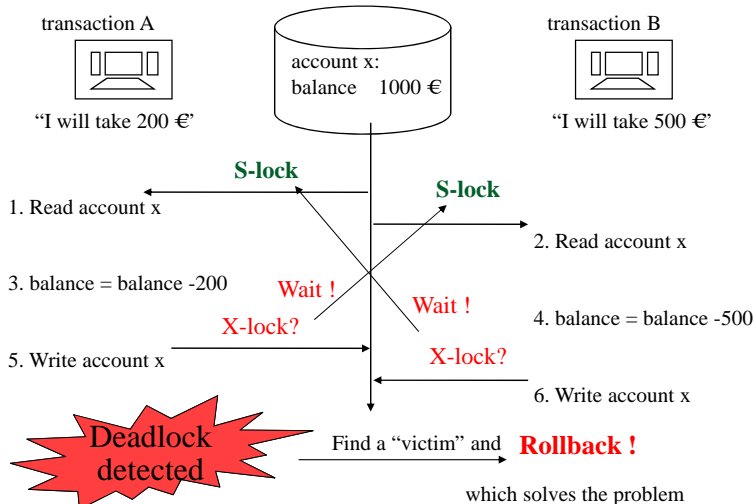 transaction A
transaction B
account x:
balance 1000 €
“I will take 200 €’
“I will take 500 €’
S-lock
S-lock
1. Read account x
2. Read account x
3. balance = balance -200
Wait !
Wait !
4. balance = balance -500
X-lock?
X-lock?
5. Write account x
6. Write account x
Deadlock
detected
Find a “victim” and
Rollback !
which solves the problem